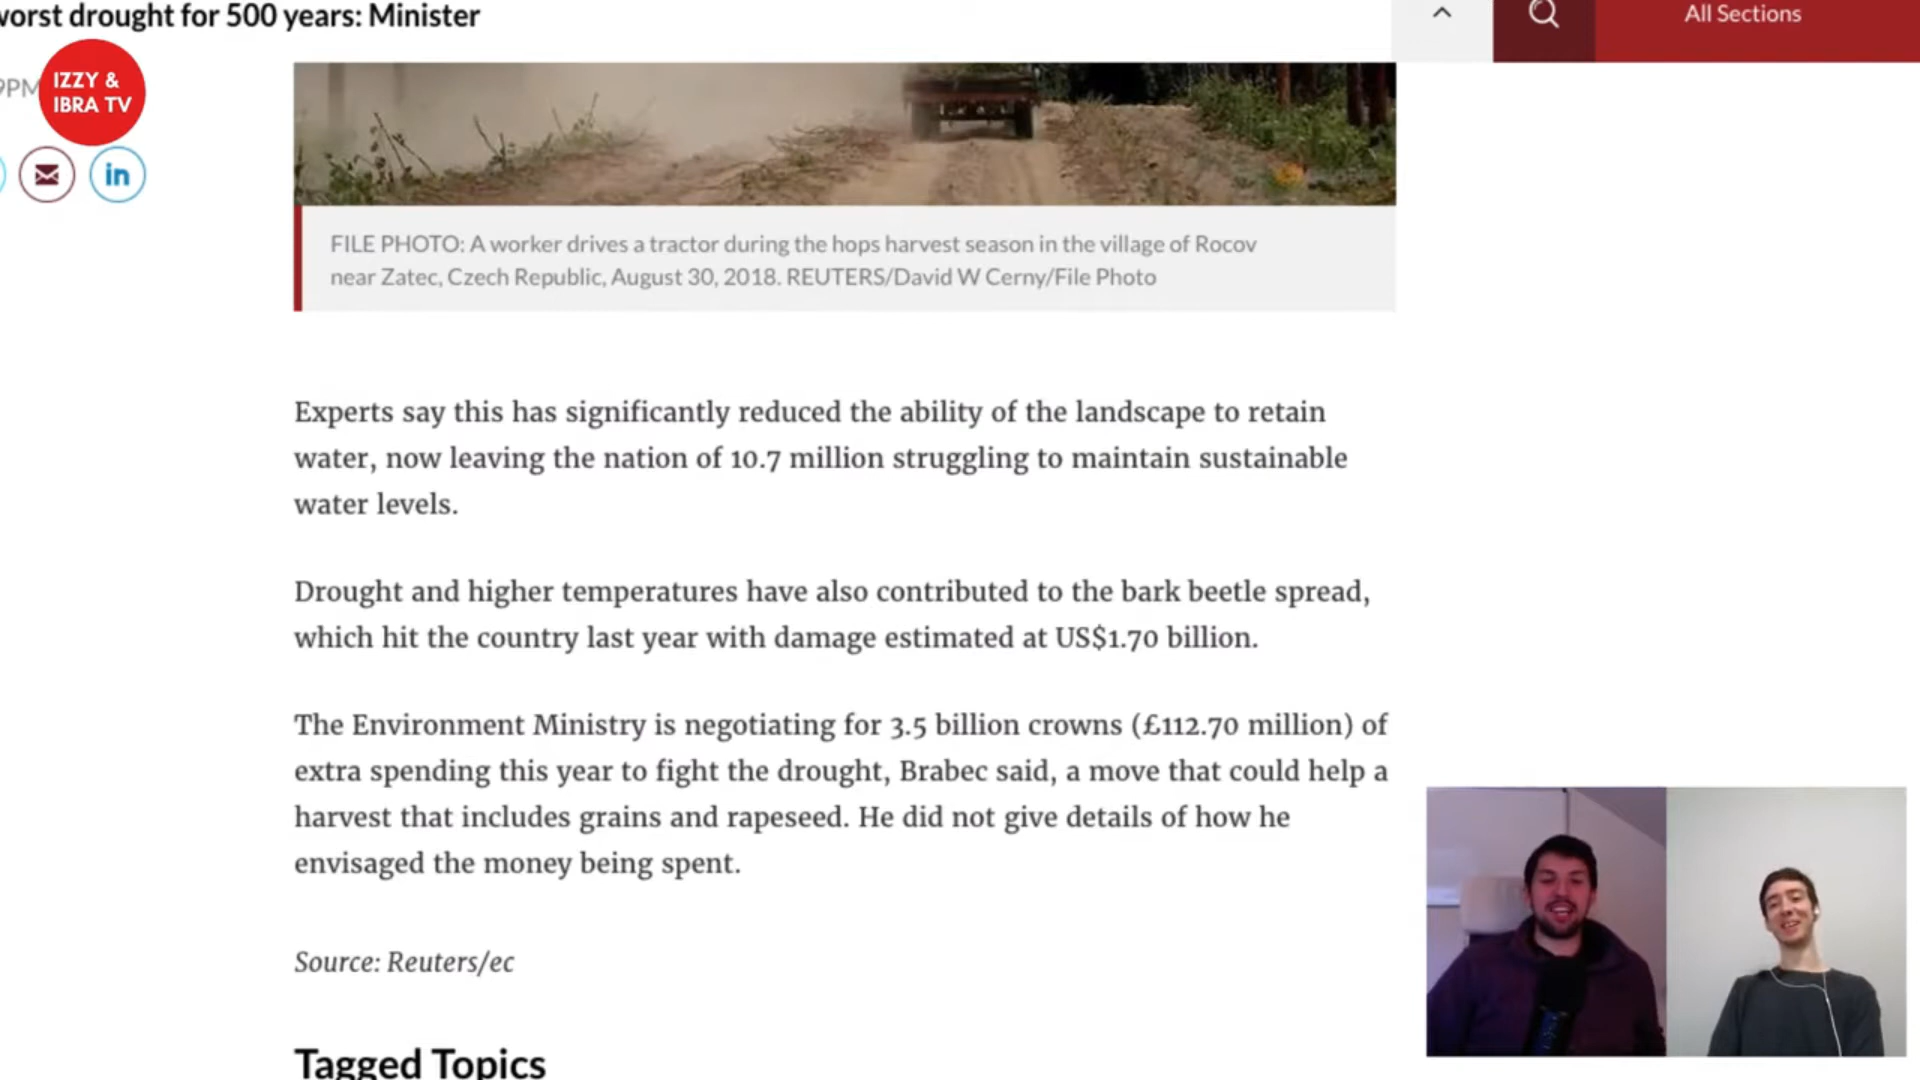 worst drought for 500 years: Minister
All Sections
9PM
IZZY &
IBRA TV
in
FILE PHOTO: A worker drives a tractor during the hops harvest season in the village of Rocov
near Zatec, Czech Republic, August 30, 2018. REUTERS/David W Cerny/File Photo
Experts say this has significantly reduced the ability of the landscape to retain
water, now leaving the nation of 10.7 million struggling to maintain sustainable
water levels.
Drought and higher temperatures have also contributed to the bark beetle spread,
which hit the country last year with damage estimated at US$1.70 billion.
The Environment Ministry is negotiating for 3.5 billion crowns (£112.70 million) of
extra spending this year to fight the drought, Brabec said, a move that could help a
harvest that includes grains and rapeseed. He did not give details of how he
envisaged the money being spent.
Source: Reuters/ec
Tagged Topics